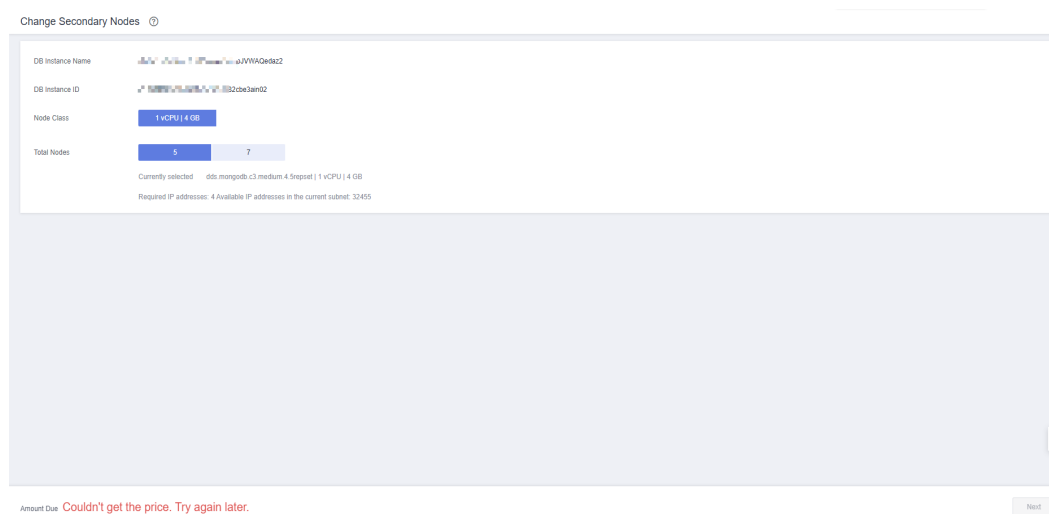 Change Secondary Nodes
DB Instance Name JVWAQedaz2
DB Instance ID 32cbe3ain02
Node Class 1 vCPU | 4 GB
Total Nodes 5 7
Currently selected dds.mongodb.c3.medium.4.5repset | 1 vCPU | 4 GB
Required IP addresses: 4 Available IP addresses in the current subnet: 32455
Amount Due Couldn't get the price. Try again later. Next